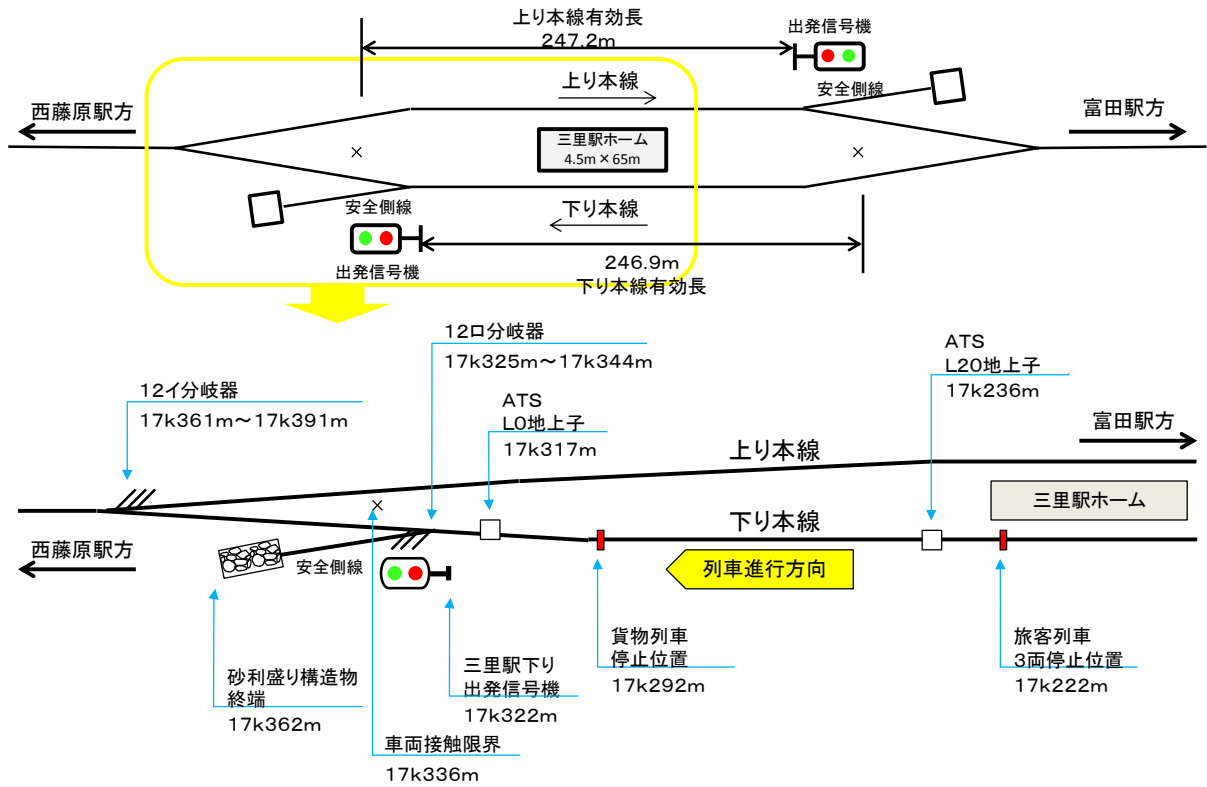 上り本線有効長
247.2m
出発信号機
上り本線
安全側線
西藤原駅方
富田駅方
三里駅ホーム
4.5m×65m
×
×
安全側線
下り本線
出発信号機
246.9m
下り本線有効長
12ロ分岐器
17k325m～17k344m
ATS
L20地上子
17k236m
12イ分岐器
17k361m～17k391m
ATS
L0地上子
17k317m
富田駅方
上り本線
三里駅ホーム
×
下り本線
西藤原駅方
安全側線
列車進行方向
砂利盛り構造物
終端
17k362m
三里駅下り
出発信号機
17k322m
貨物列車
停止位置
17k292m
旅客列車
3両停止位置
17k222m
車両接触限界
17k336m